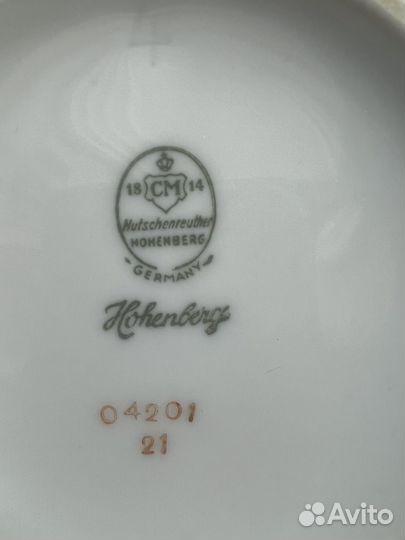 18 CM 14
Hutschenreuther
HOHENBERG
GERMANY
Hohenberg
04201
21
Avito